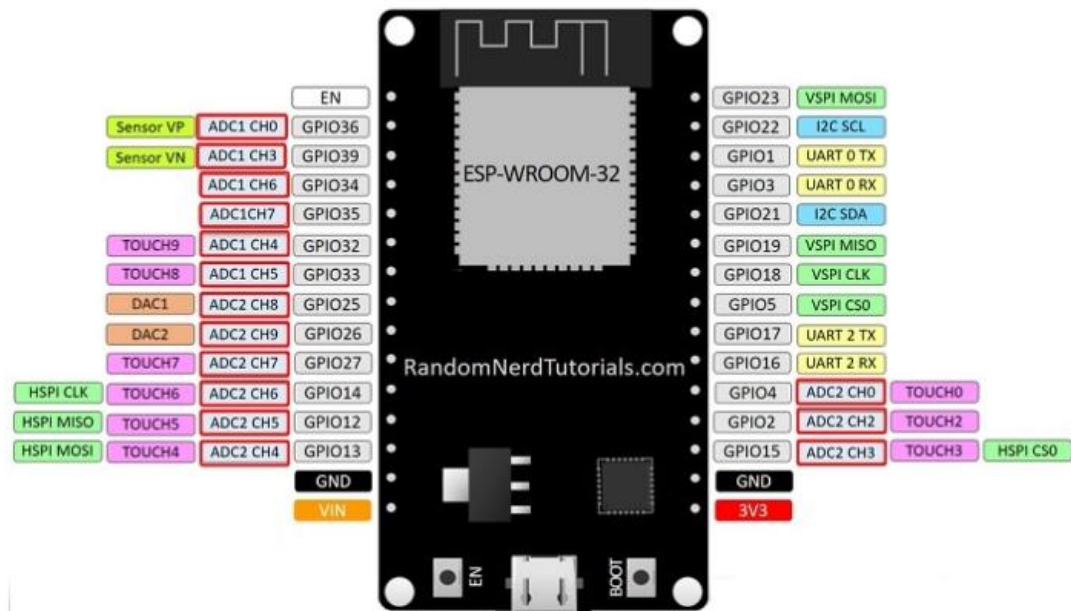 EN GPIO23 VSPI MOSI
Sensor VP ADC1 CH0 GPIO36 GPIO22 I2C SCL
Sensor VN ADC1 CH3 GPIO39 GPIO1 UART 0 TX
ADC1 CH6 GPIO34 ESP-WROOM-32 GPIO3 UART 0 RX
ADC1CH7 GPIO35 GPIO21 I2C SDA
TOUCH9 ADC1 CH4 GPIO32 GPIO19 VSPI MISO
TOUCH8 ADC1 CH5 GPIO33 GPIO18 VSPI CLK
DAC1 ADC2 CH8 GPIO25 GPIO5 VSPI CS0
DAC2 ADC2 CH9 GPIO26 GPIO17 UART 2 TX
TOUCH7 ADC2 CH7 GPIO27 RandomNerdTutorials.com GPIO16 UART 2 RX
HSPI CLK TOUCH6 ADC2 CH6 GPIO14 GPIO4 ADC2 CH0 TOUCH0
HSPI MISO TOUCH5 ADC2 CH5 GPIO12 GPIO2 ADC2 CH2 TOUCH2
HSPI MOSI TOUCH4 ADC2 CH4 GPIO13 GPIO15 ADC2 CH3 TOUCH3 HSPI CS0
GND GND
VIN 3V3
EN BOOT